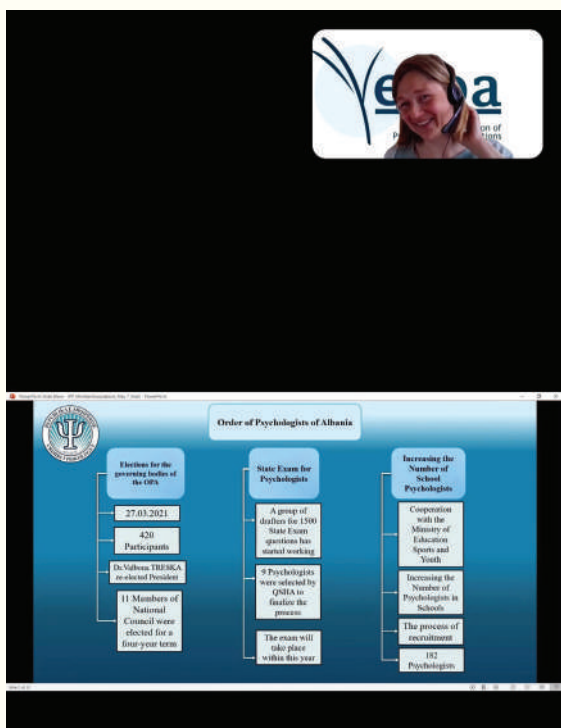 on of
tions
Order of Psychologists of Albania
Elections for the
governing bodies of
the OPA
27.03.2021
420
Participants
Dr. Valbona TRESKA
re-elected President
11 Members of
National
Council were
elected for a
four-year term
State Exam for
Psychologists
A group of
drafters for 1500
State Exam
questions has
started working
9 Psychologists
were selected by
QSHA to
finalize the
process
The exam will
take place
within this year
Increasing the
Number of
School
Psychologists
Cooperation
with the
Ministry of
Education
Sports and
Youth
Increasing the
Number of
Psychologists in
Schools
The process of
recruitment
182
Psychologists